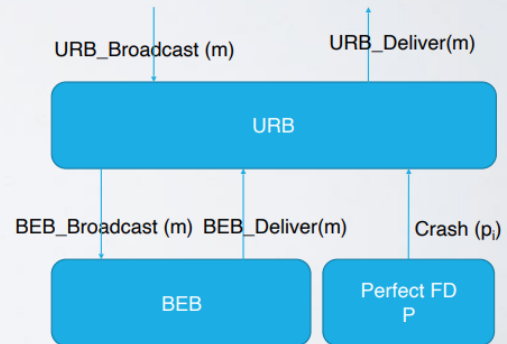 URB_Broadcast (m)
URB_Deliver(m)
URB
BEB_Broadcast (m)
BEB_Deliver(m)
Crash (pi)
BEB
Perfect FD
P